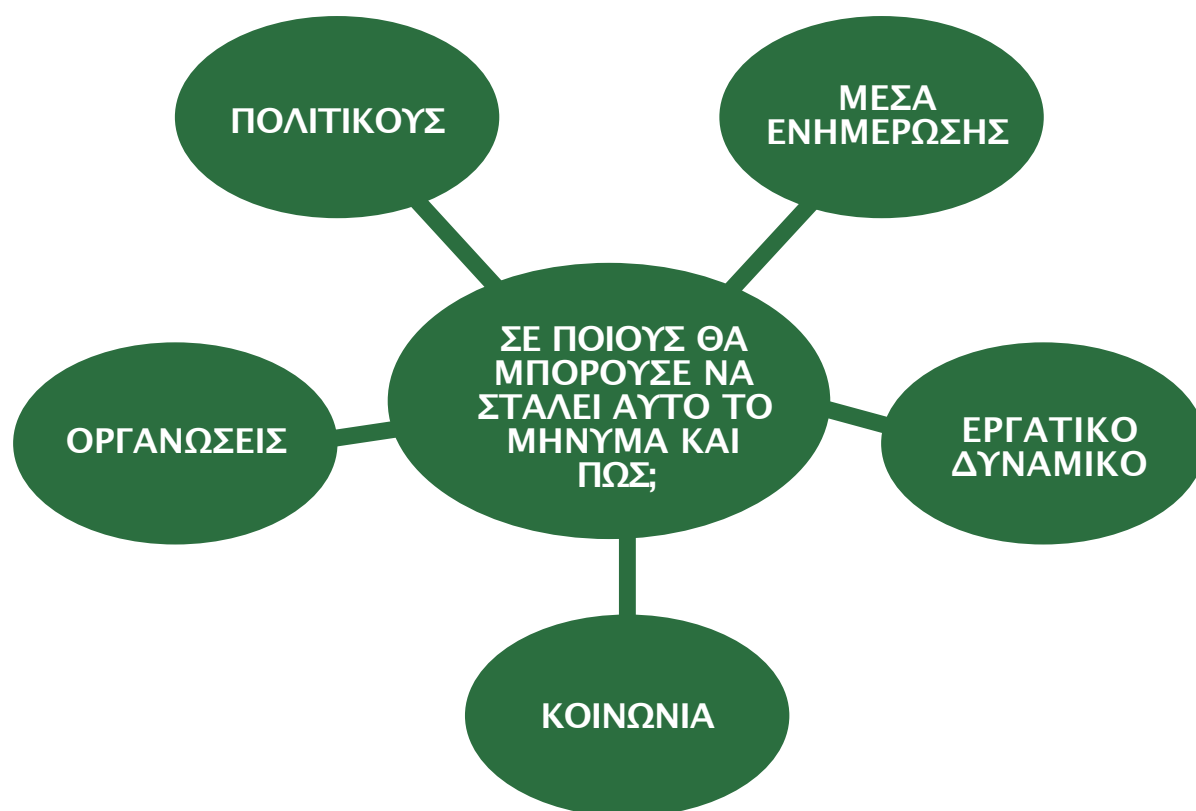 ΠΟΛΙΤΙΚΟΥΣ
ΜΕΣΑ
ΕΝΗΜΕΡΩΣΗΣ
ΣΕ ΠΟΙΟΥΣ ΘΑ
ΜΠΟΡΟΥΣΕ ΝΑ
ΣΤΑΛΕΙ ΑΥΤΟ ΤΟ
ΜΗΝΥΜΑ ΚΑΙ
ΠΩΣ;
ΟΡΓΑΝΩΣΕΙΣ
ΕΡΓΑΤΙΚΟ
ΔΥΝΑΜΙΚΟ
ΚΟΙΝΩΝΙΑ